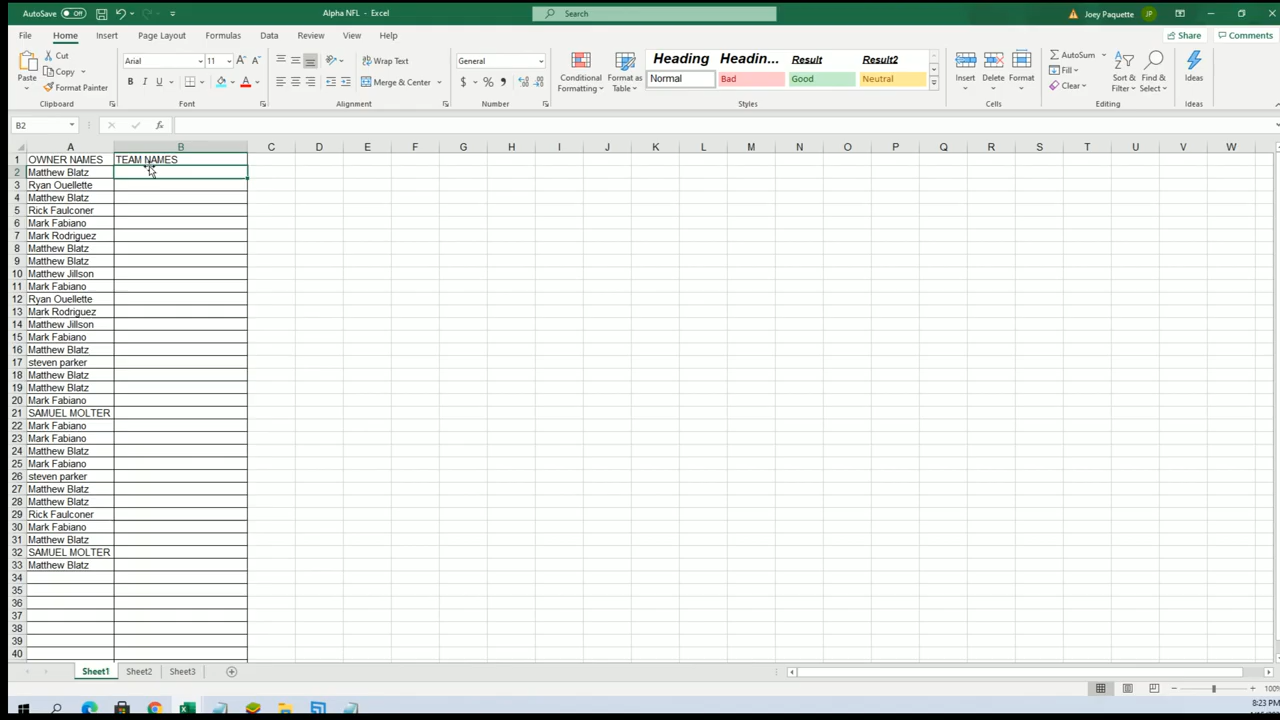 AutoSave Off Alpha NFL - Excel Search Joey Paquette JP
File Home Insert Page Layout Formulas Data Review View Help Share Comments
Cut
Copy
Format Painter
Paste
Clipboard
Arial 11
B I U
Font
Wrap Text
Merge & Center
Alignment
General
$ % ,
Number
Conditional Formatting
Format as Table
Heading Headin... Result Result2
Normal Bad Good Neutral
Styles
Insert Delete Format
Cells
AutoSum
Fill
Clear
Sort & Filter
Find & Select
Editing
Ideas
Ideas
B2 fx
A B C D E F G H I J K L M N O P Q R S T U V W
1 OWNER NAMES TEAM NAMES
2 Matthew Blatz
3 Ryan Ouellette
4 Matthew Blatz
5 Rick Faulconer
6 Mark Fabiano
7 Mark Rodriguez
8 Matthew Blatz
9 Matthew Blatz
10 Matthew Jillson
11 Mark Fabiano
12 Ryan Ouellette
13 Mark Rodriguez
14 Matthew Jillson
15 Mark Fabiano
16 Matthew Blatz
17 steven parker
18 Matthew Blatz
19 Matthew Blatz
20 Mark Fabiano
21 SAMUEL MOLTER
22 Mark Fabiano
23 Mark Fabiano
24 Matthew Blatz
25 Mark Fabiano
26 steven parker
27 Matthew Blatz
28 Matthew Blatz
29 Rick Faulconer
30 Mark Fabiano
31 Matthew Blatz
32 SAMUEL MOLTER
33 Matthew Blatz
34
35
36
37
38
39
40
Sheet1 Sheet2 Sheet3
100%
8:23 PM